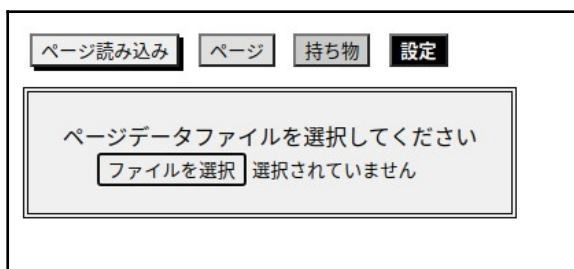 ページ読み込み ページ 持ち物 設定
ページデータファイルを選択してください
ファイルを選択 選択されていません